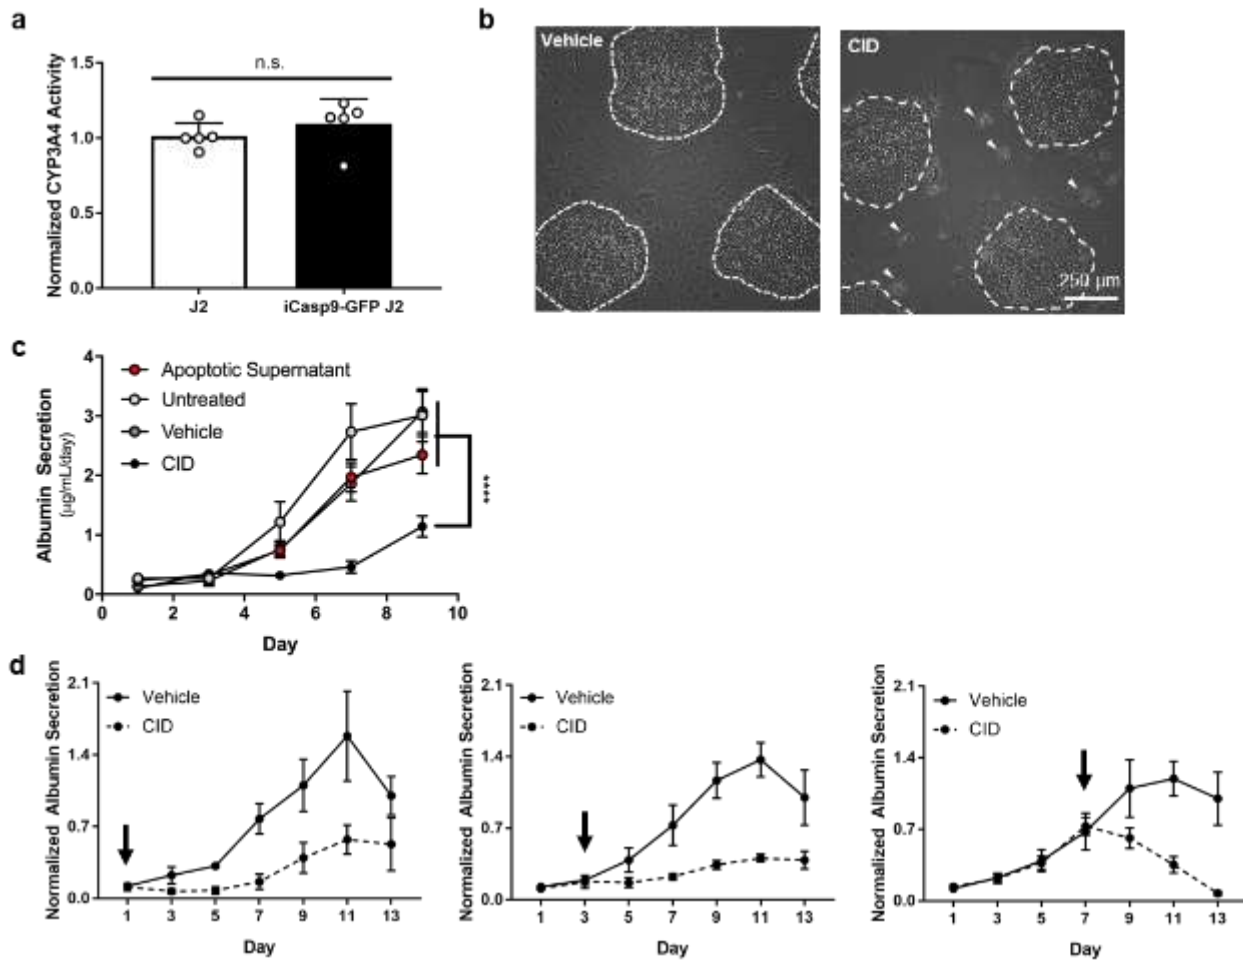 a
Normalized CYP3A4 Activity
1.5
1.0
0.5
0.0
n.s.
J2
iCasp9-GFP J2
b
Vehicle
CID
250 µm
c
Albumin Secretion
(µg/mL/day)
4
3
2
1
0
Apoptotic Supernatant
Untreated
Vehicle
CID
****
0 2 4 6 8 10
Day
d
Normalized Albumin Secretion
2.1
1.4
0.7
0.0
Vehicle
CID
1 3 5 7 9 11 13
Day
Normalized Albumin Secretion
2.1
1.4
0.7
0.0
Vehicle
CID
1 3 5 7 9 11 13
Day
Normalized Albumin Secretion
2.1
1.4
0.7
0.0
Vehicle
CID
1 3 5 7 9 11 13
Day